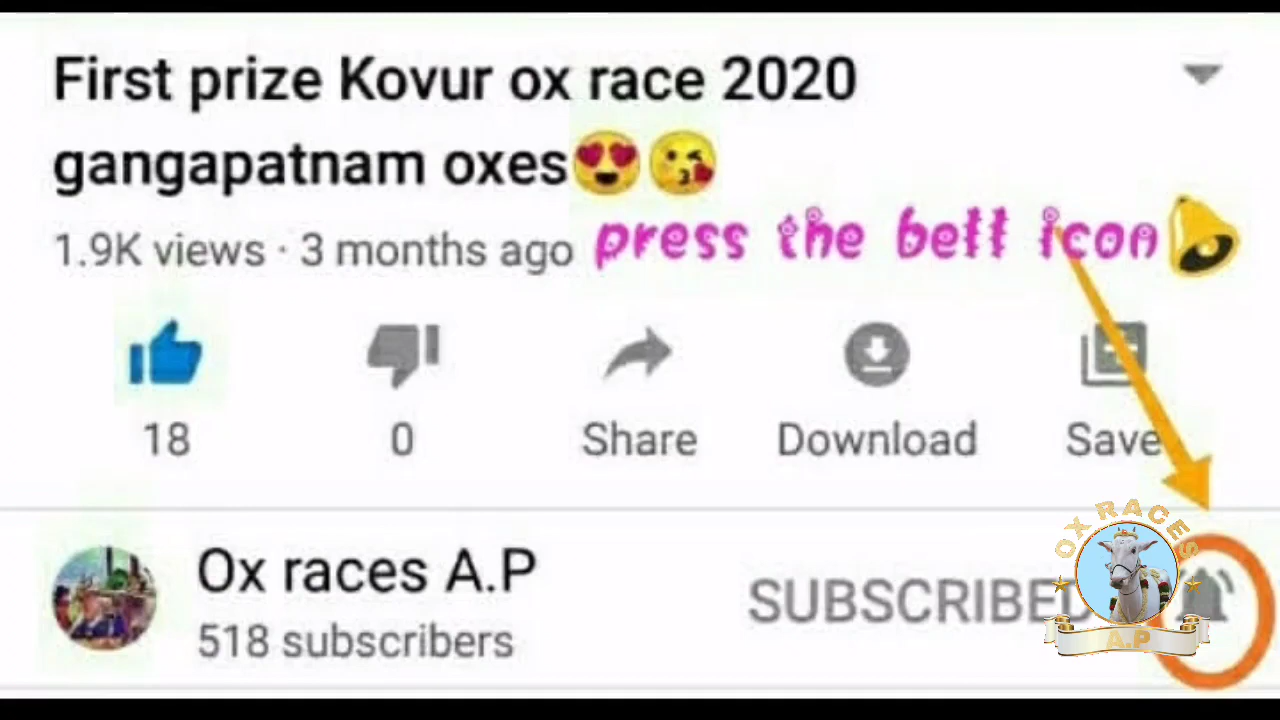 First prize Kovur ox race 2020
gangapatnam oxes😍😘
1.9K views · 3 months ago press the bell icon🔔
18 0 Share Download Save
Ox races A.P
518 subscribers
SUBSCRIBED
OX RACES
A.P